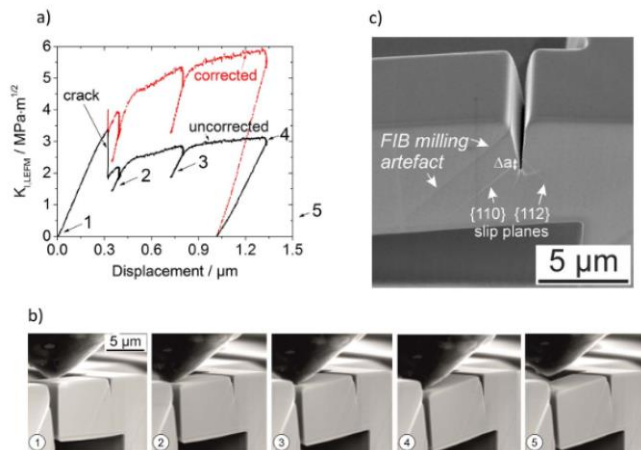 a)
K_I,LEFM / MPa·m^1/2
6
5
4
3
2
1
0
crack
corrected
uncorrected
1
2
3
4
5
0.0 0.3 0.6 0.9 1.2 1.5
Displacement / µm
c)
FIB milling
artefact
Δa
{110} {112}
slip planes
5 µm
b)
5 µm
1 2 3 4 5